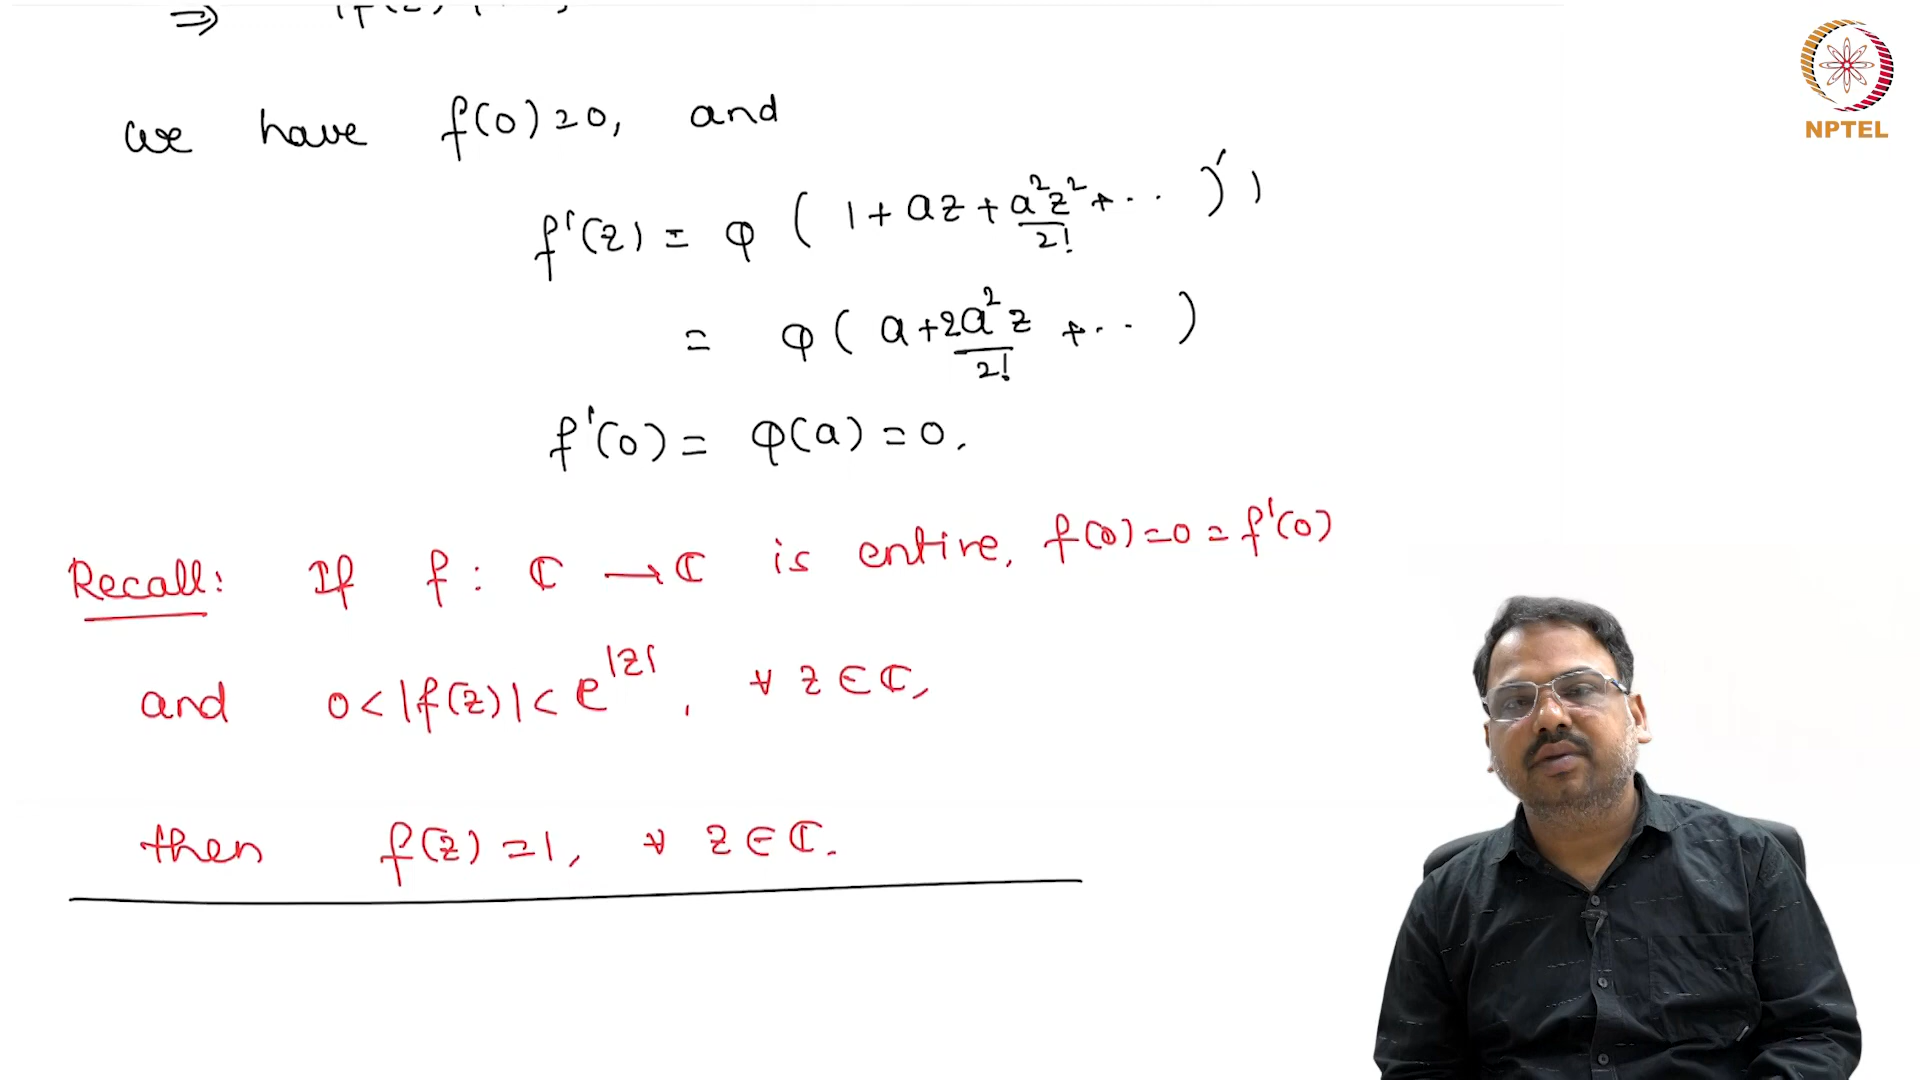 ⇒
NPTEL
we have f(0)=0, and
f'(z) = φ ( 1 + az + a²z²/2! + ·· )',
= φ ( a + 2a²z/2! + ·· )
f'(0) = φ(a) = 0.
Recall: If f : ℂ → ℂ is entire, f(0)=0=f'(0)
and 0<|f(z)|<e^|z|, ∀ z∈ℂ,
then f(z)=1, ∀ z∈ℂ.